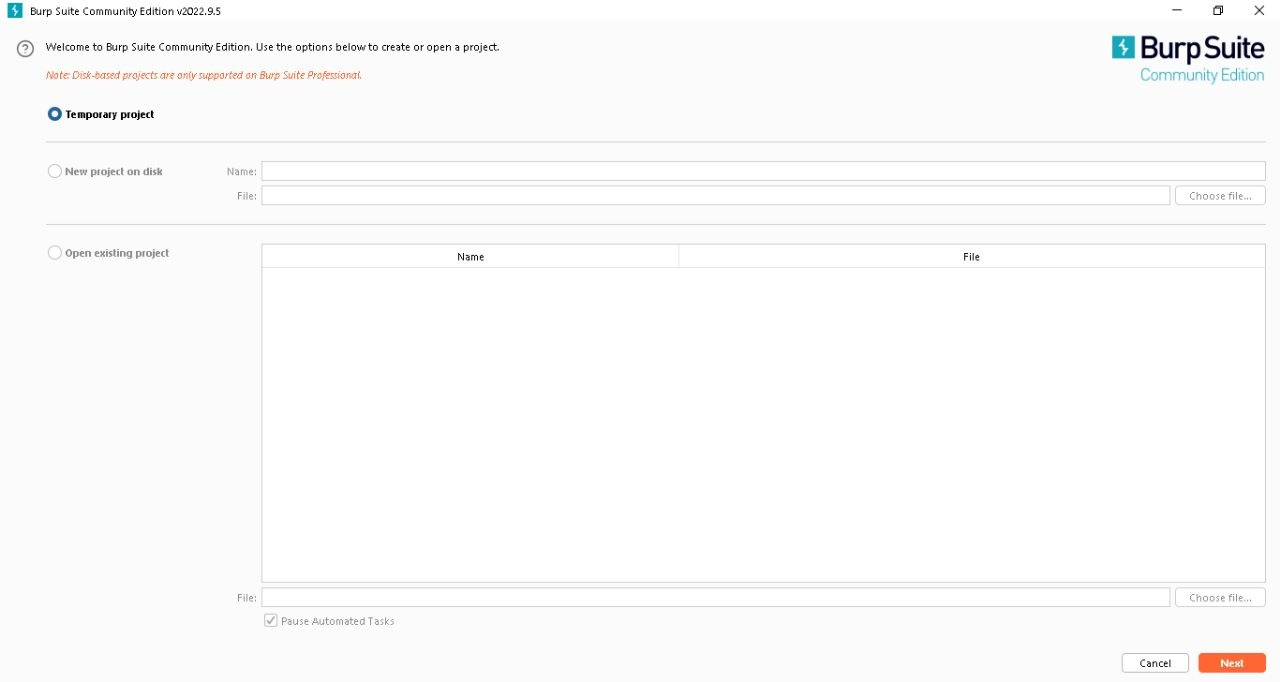 Burp Suite Community Edition v2022.9.5
Welcome to Burp Suite Community Edition. Use the options below to create or open a project.
Burp Suite
Community Edition
Note: Disk-based projects are only supported on Burp Suite Professional.
Temporary project
New project on disk Name:
File: Choose file...
Open existing project Name File
File: Choose file...
Pause Automated Tasks
Cancel Next